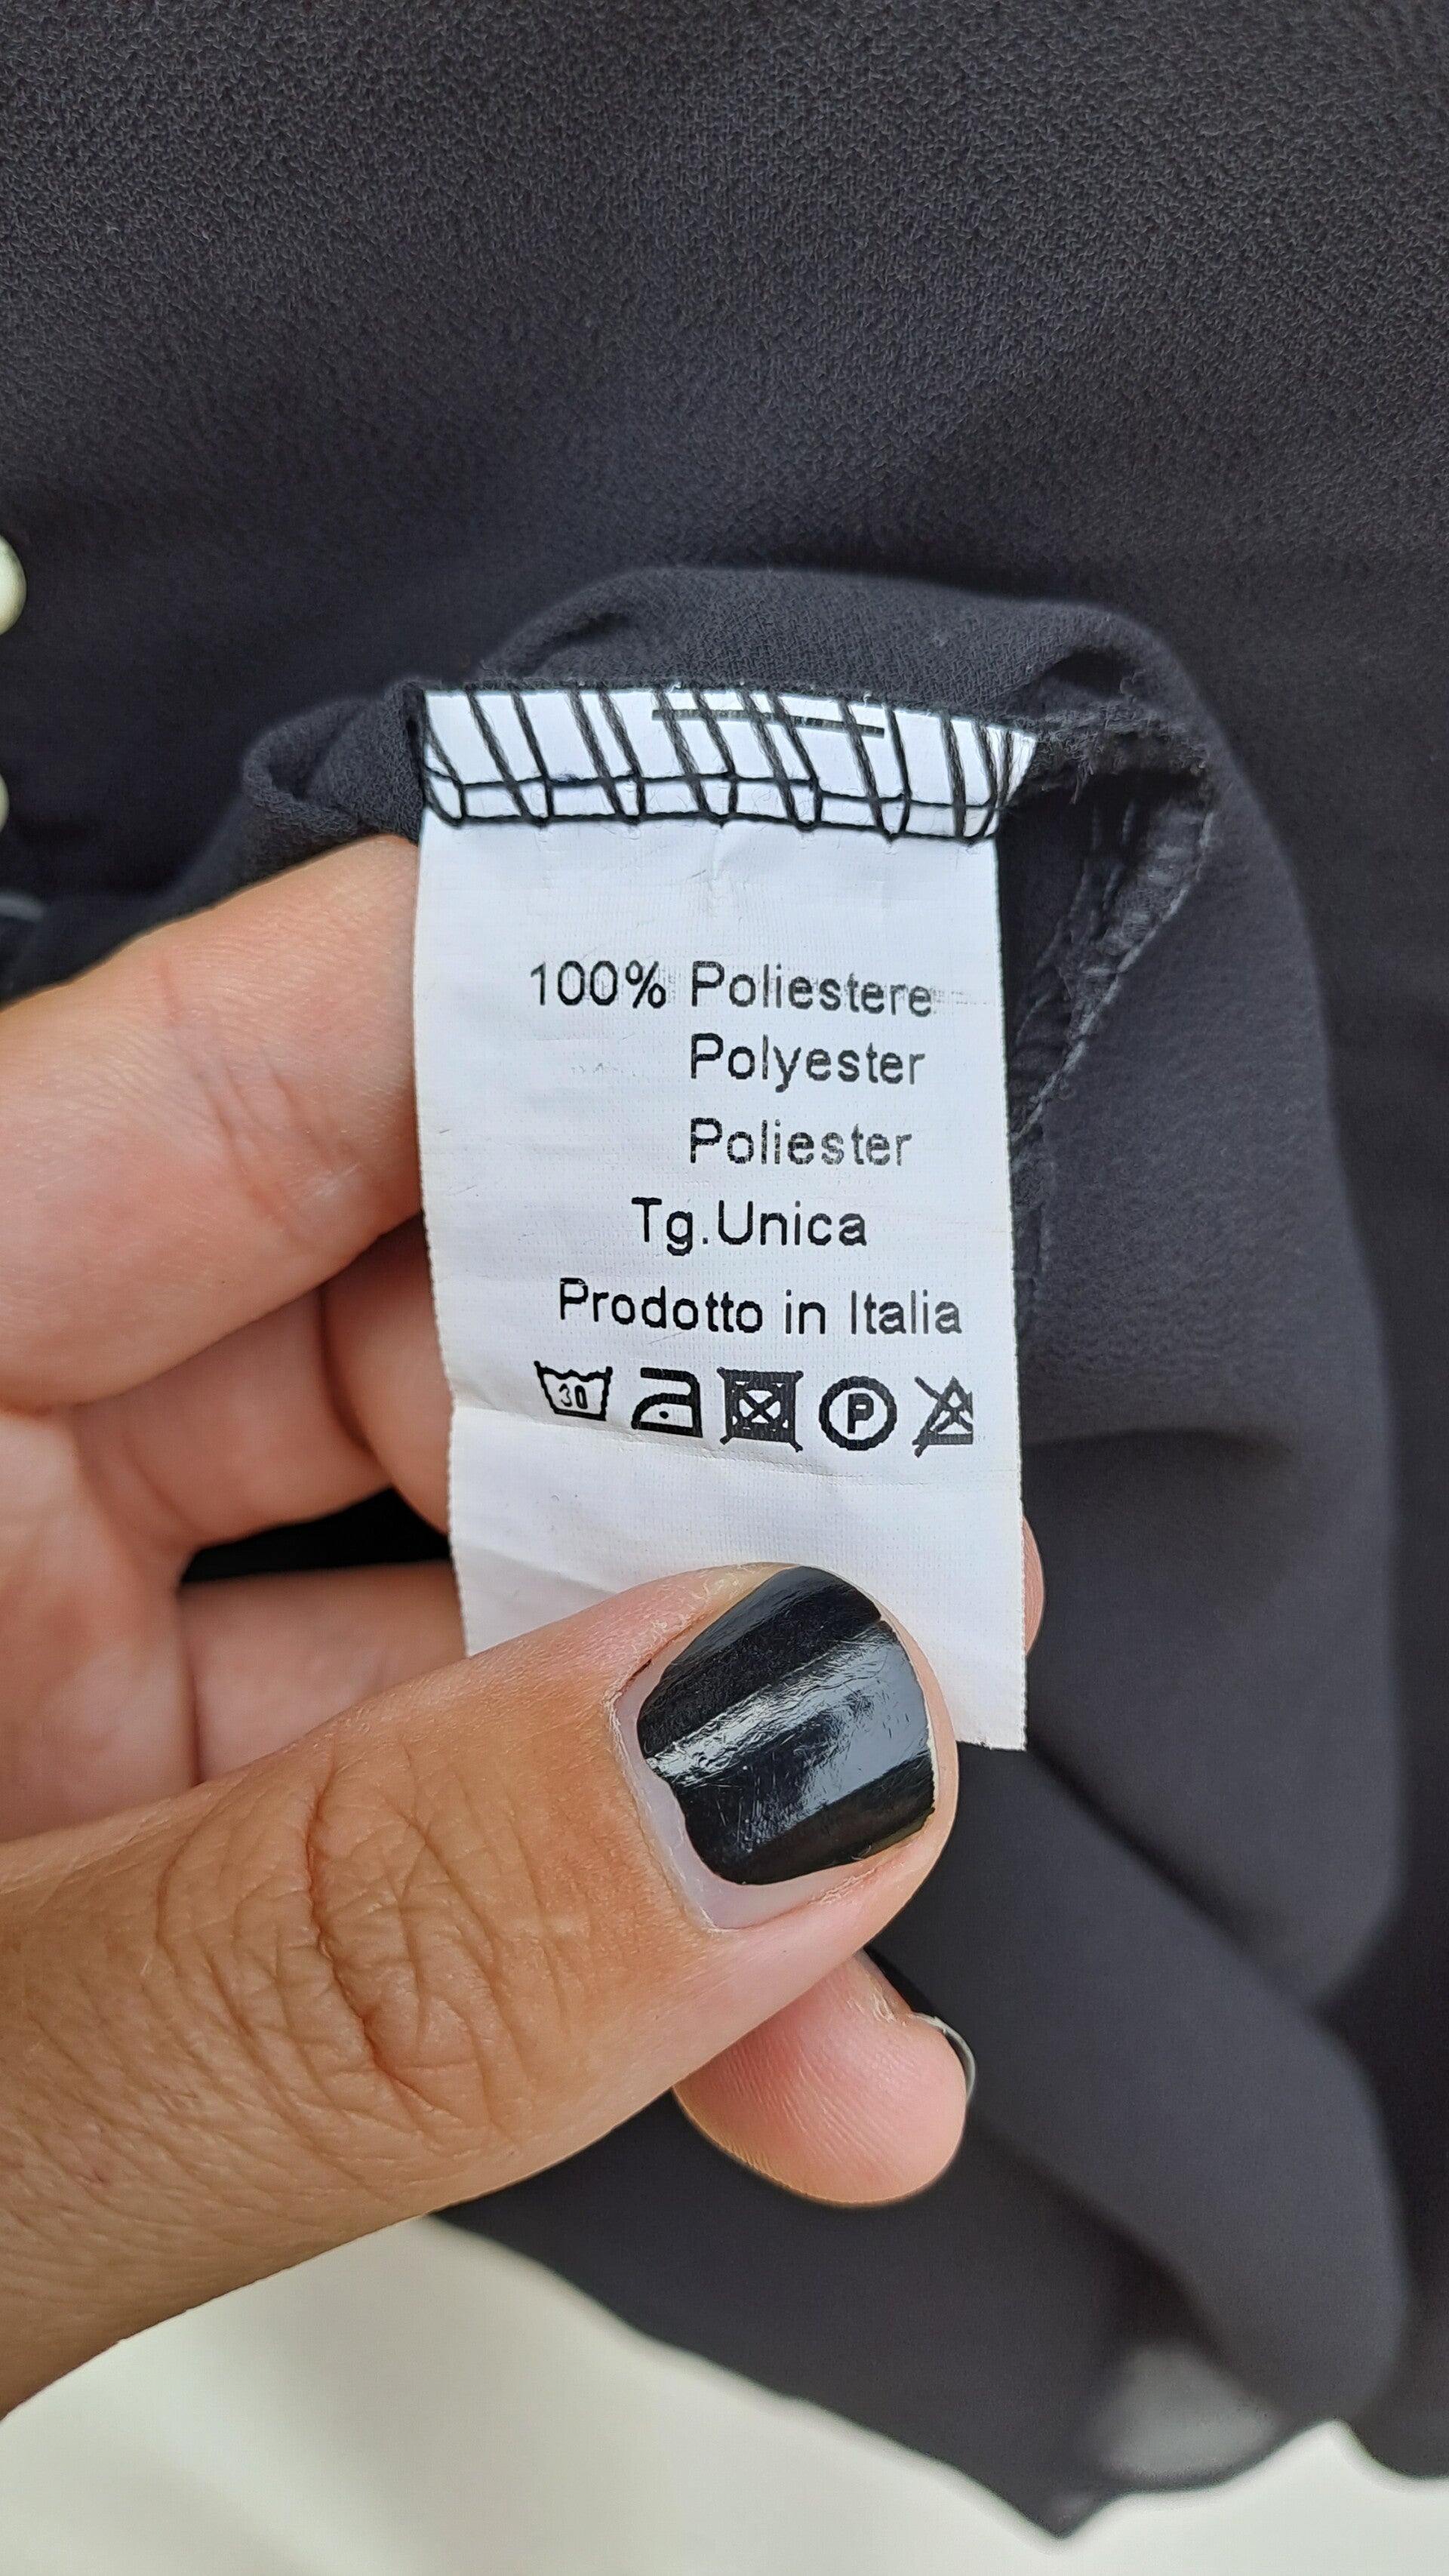 100% Poliestere
Polyester
Poliester
Tg.Unica
Prodotto in Italia
30 P